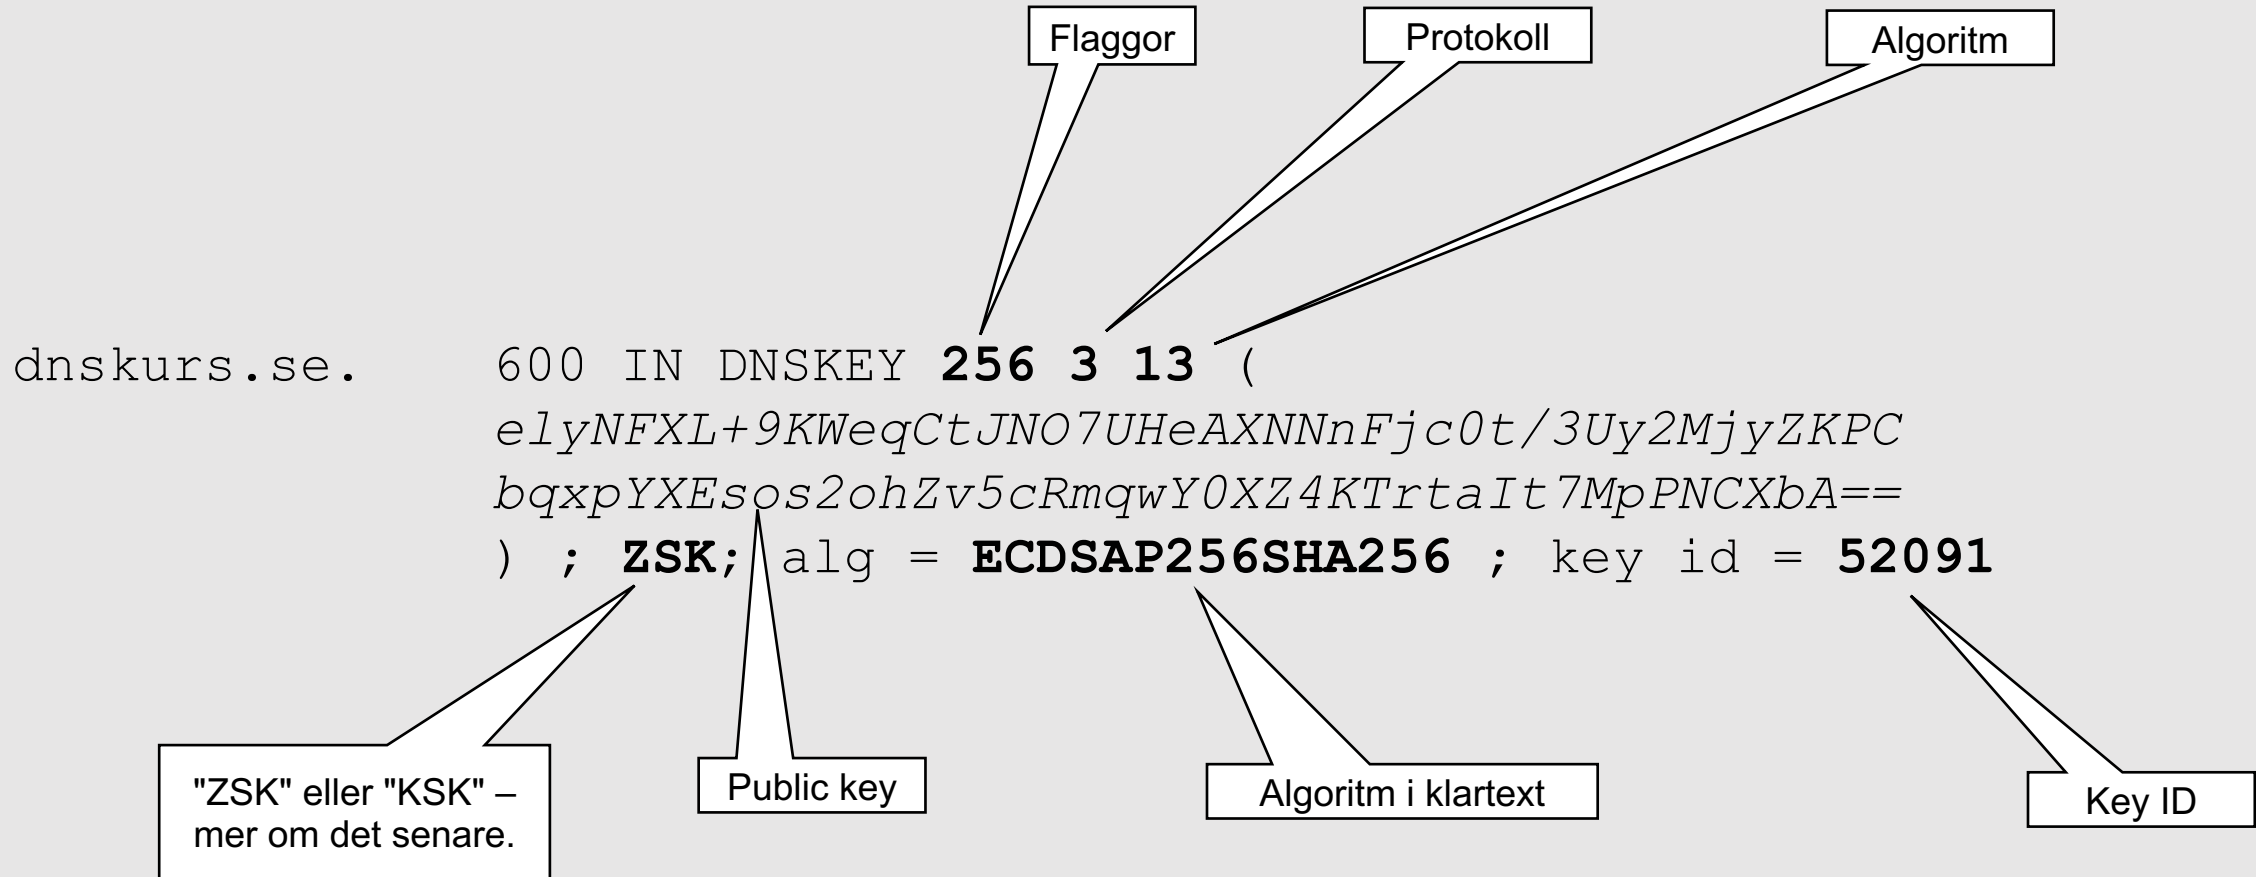 Flaggor
Protokoll
Algoritm
dnskurs.se. 600 IN DNSKEY 256 3 13 (
elyNFXL+9KWeqCtJNO7UHeAXNNnFjc0t/3Uy2MjyZKPC
bqxpYXEsos2ohZv5cRmqwY0XZ4KTrtaIt7MpPNCXbA==
) ; ZSK; alg = ECDSAP256SHA256 ; key id = 52091
"ZSK" eller "KSK" –
mer om det senare.
Public key
Algoritm i klartext
Key ID